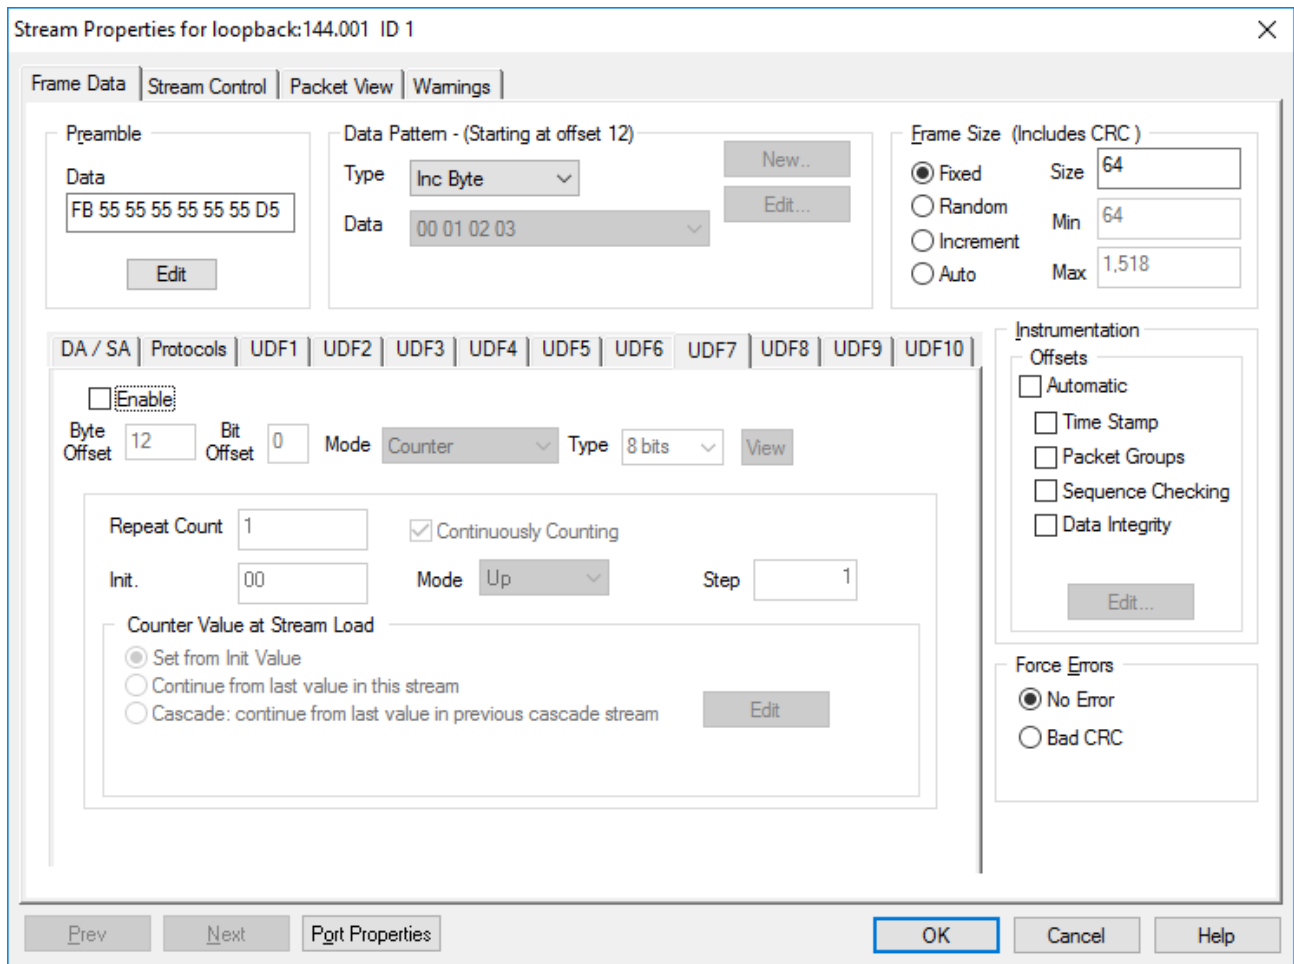 Stream Properties for loopback:144.001 ID 1
Frame Data Stream Control Packet View Warnings
Preamble
Data
FB 55 55 55 55 55 55 D5
Edit
Data Pattern - (Starting at offset 12)
Type Inc Byte New..
Data 00 01 02 03 Edit...
Frame Size (Includes CRC )
Fixed Size 64
Random Min 64
Increment
Auto Max 1,518
DA / SA Protocols UDF1 UDF2 UDF3 UDF4 UDF5 UDF6 UDF7 UDF8 UDF9 UDF10
Enable
Byte Offset 12 Bit Offset 0 Mode Counter Type 8 bits View
Repeat Count 1 Continuously Counting
Init. 00 Mode Up Step 1
Counter Value at Stream Load
Set from Init Value
Continue from last value in this stream
Cascade: continue from last value in previous cascade stream Edit
Instrumentation
Offsets
Automatic
Time Stamp
Packet Groups
Sequence Checking
Data Integrity
Edit...
Force Errors
No Error
Bad CRC
Prev Next Port Properties OK Cancel Help